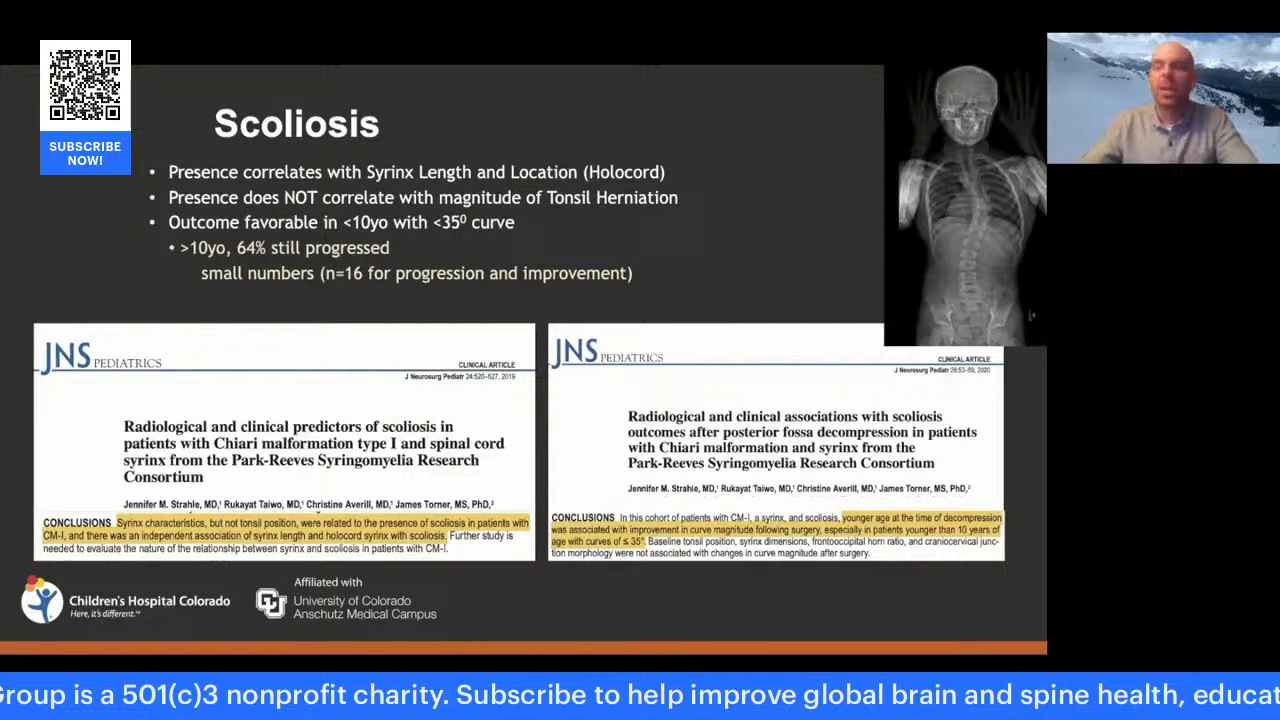 SUBSCRIBE
NOW!
Scoliosis
• Presence correlates with Syrinx Length and Location (Holocord)
• Presence does NOT correlate with magnitude of Tonsil Herniation
• Outcome favorable in <10yo with <35⁰ curve
• >10yo, 64% still progressed
small numbers (n=16 for progression and improvement)
JNS PEDIATRICS
CLINICAL ARTICLE
J Neurosurg Pediatr 24:520–527, 2019
Radiological and clinical predictors of scoliosis in
patients with Chiari malformation type I and spinal cord
syrinx from the Park-Reeves Syringomyelia Research
Consortium
Jennifer M. Strahle, MD,¹ Rukayat Taiwo, MD,¹ Christine Averill, MD,¹ James Torner, MS, PhD,²
CONCLUSIONS Syrinx characteristics, but not tonsil position, were related to the presence of scoliosis in patients with
CM-I, and there was an independent association of syrinx length and holocord syrinx with scoliosis. Further study is
needed to evaluate the nature of the relationship between syrinx and scoliosis in patients with CM-I.
JNS PEDIATRICS
CLINICAL ARTICLE
J Neurosurg Pediatr 26:53–59, 2020
Radiological and clinical associations with scoliosis
outcomes after posterior fossa decompression in patients
with Chiari malformation and syrinx from the
Park-Reeves Syringomyelia Research Consortium
Jennifer M. Strahle, MD,¹ Rukayat Taiwo, MD,¹ Christine Averill, MD,¹ James Torner, MS, PhD,²
CONCLUSIONS In this cohort of patients with CM-I, a syrinx, and scoliosis, younger age at the time of decompression
was associated with improvement in curve magnitude following surgery, especially in patients younger than 10 years of
age with curves of ≤ 35°. Baseline tonsil position, syrinx dimensions, frontooccipital horn ratio, and craniocervical junc-
tion morphology were not associated with changes in curve magnitude after surgery.
Children's Hospital Colorado
Here, it's different.™
Affiliated with
University of Colorado
Anschutz Medical Campus
Group is a 501(c)3 nonprofit charity. Subscribe to help improve global brain and spine health, educat